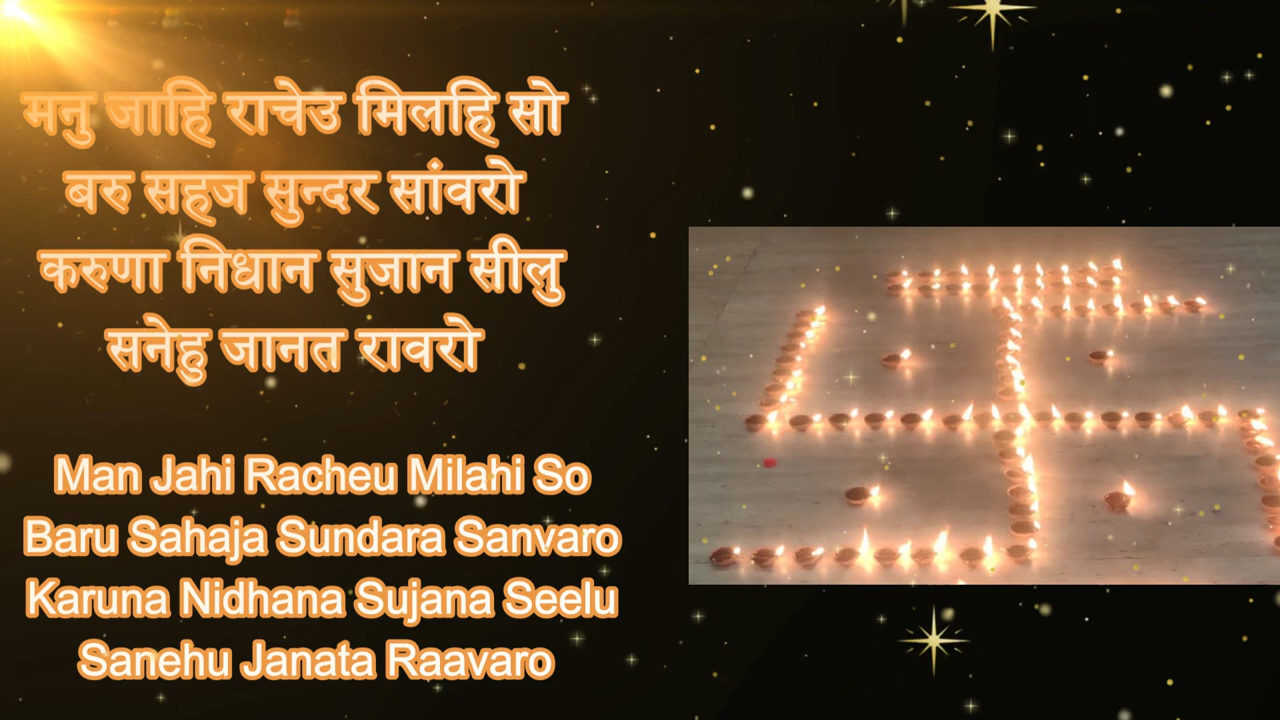 मनु जाहि राचेउ मिलहि सो
बरु सहज सुन्दर सांवरो
करुणा निधान सुजान सीलु
सनेहु जानत रावरो
Man Jahi Racheu Milahi So
Baru Sahaja Sundara Sanvaro
Karuna Nidhana Sujana Seelu
Sanehu Janata Raavaro